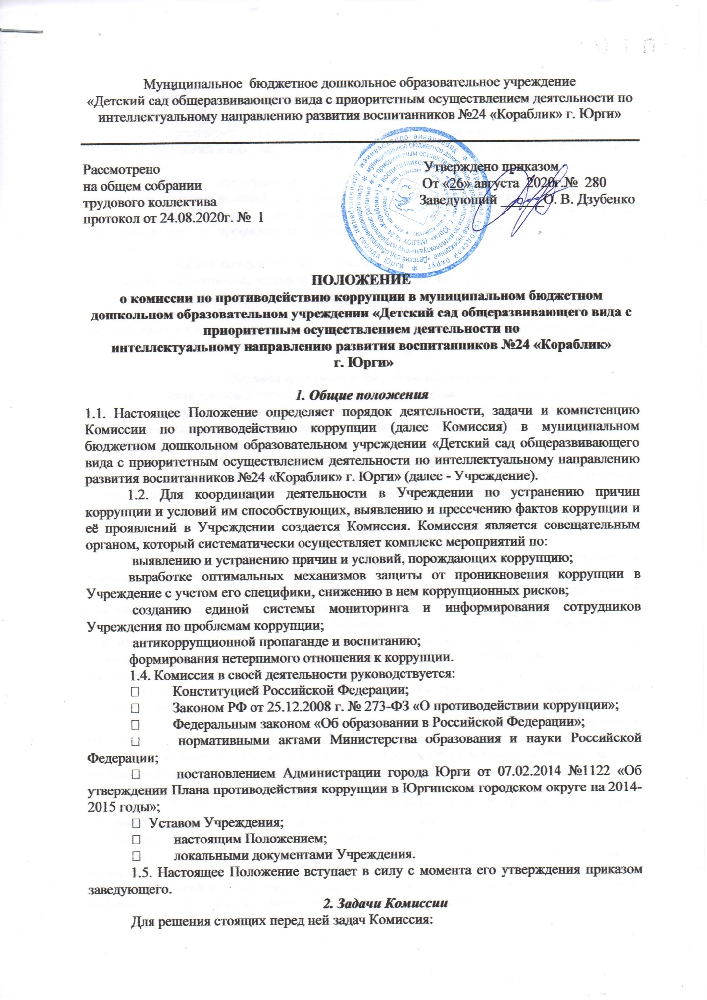 Муниципальное бюджетное дошкольное образовательное учреждение
«Детский сад общеразвивающего вида с приоритетным осуществлением деятельности по
интеллектуальному направлению развития воспитанников №24 «Кораблик» г. Юрги»
Рассмотрено
на общем собрании
трудового коллектива
протокол от 24.08.2020г. № 1
Утверждено приказом
От «26» августа 2020г.№ 280
Заведующий ______О. В. Дзубенко
ПОЛОЖЕНИЕ
о комиссии по противодействию коррупции в муниципальном бюджетном
дошкольном образовательном учреждении «Детский сад общеразвивающего вида с
приоритетным осуществлением деятельности по
интеллектуальному направлению развития воспитанников №24 «Кораблик»
г. Юрги»
1. Общие положения
1.1. Настоящее Положение определяет порядок деятельности, задачи и компетенцию
Комиссии по противодействию коррупции (далее Комиссия) в муниципальном
бюджетном дошкольном образовательном учреждении «Детский сад общеразвивающего
вида с приоритетным осуществлением деятельности по интеллектуальному направлению
развития воспитанников №24 «Кораблик» г. Юрги» (далее - Учреждение).
1.2. Для координации деятельности в Учреждении по устранению причин
коррупции и условий им способствующих, выявлению и пресечению фактов коррупции и
её проявлений в Учреждении создается Комиссия. Комиссия является совещательным
органом, который систематически осуществляет комплекс мероприятий по:
выявлению и устранению причин и условий, порождающих коррупцию;
выработке оптимальных механизмов защиты от проникновения коррупции в
Учреждение с учетом его специфики, снижению в нем коррупционных рисков;
созданию единой системы мониторинга и информирования сотрудников
Учреждения по проблемам коррупции;
антикоррупционной пропаганде и воспитанию;
формирования нетерпимого отношения к коррупции.
1.4. Комиссия в своей деятельности руководствуется:
Конституцией Российской Федерации;
Законом РФ от 25.12.2008 г. № 273-ФЗ «О противодействии коррупции»;
Федеральным законом «Об образовании в Российской Федерации»;
нормативными актами Министерства образования и науки Российской
Федерации;
постановлением Администрации города Юрги от 07.02.2014 №1122 «Об
утверждении Плана противодействия коррупции в Юргинском городском округе на 2014-
2015 годы»;
Уставом Учреждения;
настоящим Положением;
локальными документами Учреждения.
1.5. Настоящее Положение вступает в силу с момента его утверждения приказом
заведующего.
2. Задачи Комиссии
Для решения стоящих перед ней задач Комиссия: